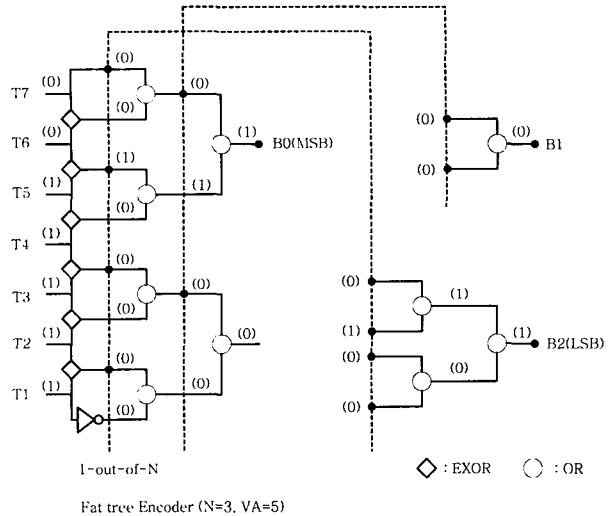 (0)
(0)
T7
(0)
(0)
(0)
(0)
T6
(1)
(1)
B0(MSB)
(0)
(0)
B1
(0)
(1)
T5
(1)
(0)
(1)
T4
(0)
(1)
T3
(0)
(0)
(0)
(1)
(1)
T2
(0)
(1)
(1)
B2(LSB)
(0)
(0)
(1)
T1
(0)
(0)
(0)
(0)
1-out-of-N
: EXOR
: OR
Fat tree Encoder (N=3, VA=5)